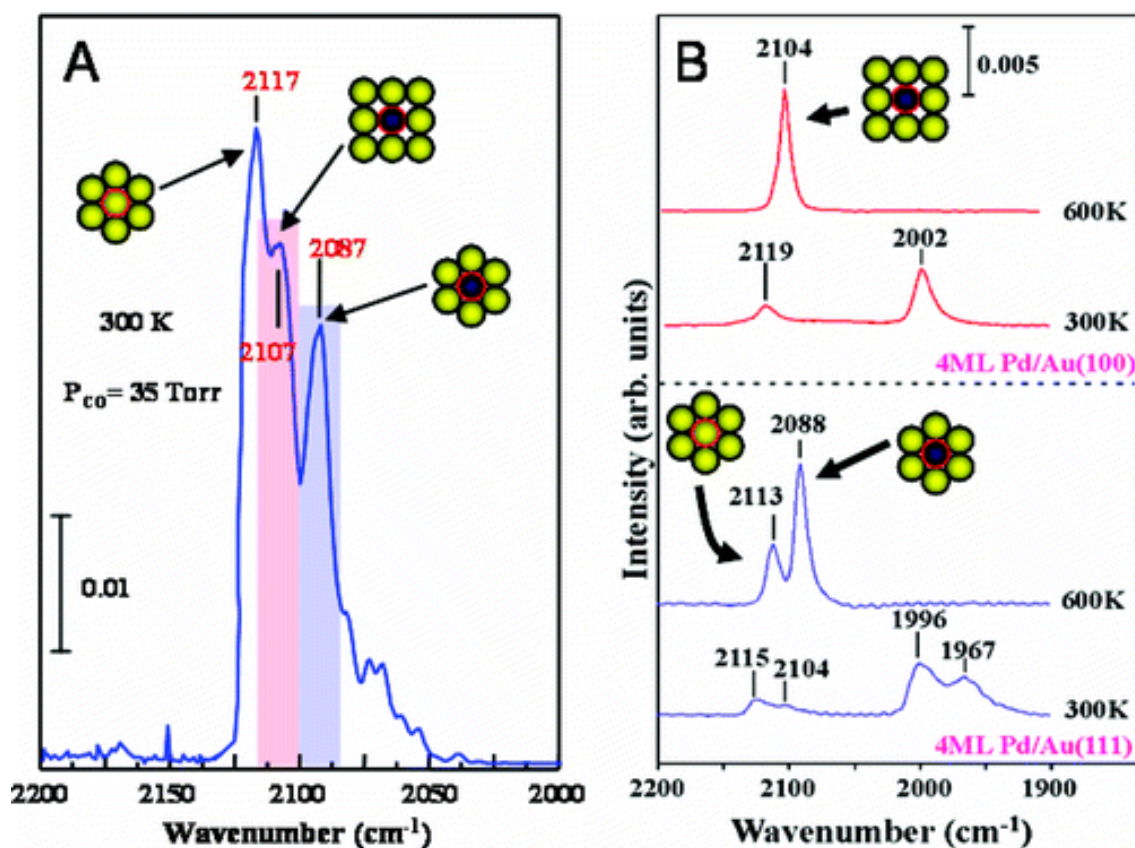 A
2117
2087
2107
300 K
P_CO = 35 Torr
0.01
2200 2150 2100 2050 2000
Wavenumber (cm⁻¹)
B
2104
0.005
600K
2119
2002
300K
4ML Pd/Au(100)
Intensity (arb. units)
2088
2113
600K
1996
1967
2115
2104
300K
4ML Pd/Au(111)
2200 2100 2000 1900
Wavenumber (cm⁻¹)